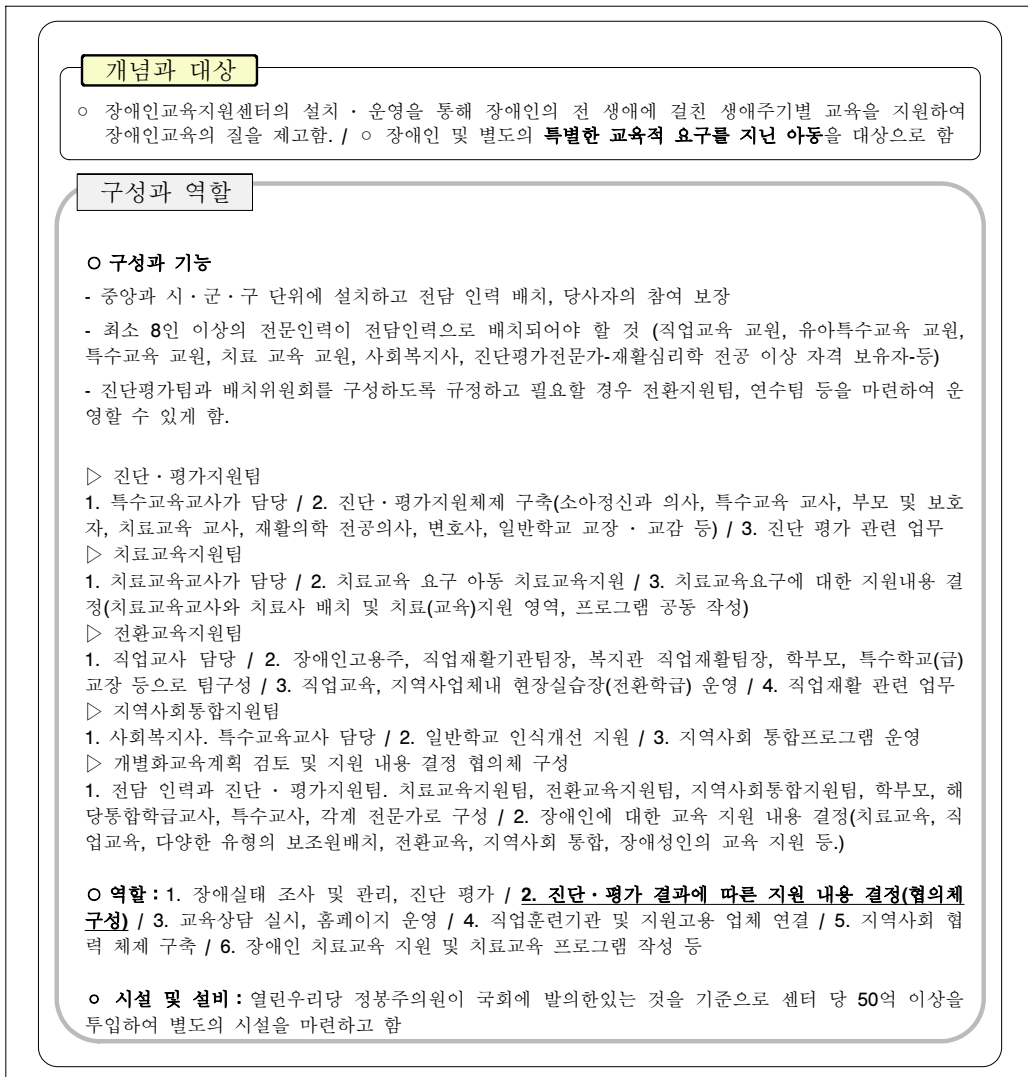 개념과 대상
○ 장애인교육지원센터의 설치·운영을 통해 장애인의 전 생애에 걸친 생애주기별 교육을 지원하여
장애인교육의 질을 제고함. / ○ 장애인 및 별도의 특별한 교육적 요구를 지닌 아동을 대상으로 함
구성과 역할
○ 구성과 기능
- 중앙과 시·군·구 단위에 설치하고 전담 인력 배치, 당사자의 참여 보장
- 최소 8인 이상의 전문인력이 전담인력으로 배치되어야 할 것 (직업교육 교원, 유아특수교육 교원,
특수교육 교원, 치료 교육 교원, 사회복지사, 진단평가전문가-재활심리학 전공 이상 자격 보유자-등)
- 진단평가팀과 배치위원회를 구성하도록 규정하고 필요할 경우 전환지원팀, 연수팀 등을 마련하여 운
영할 수 있게 함.
▷ 진단·평가지원팀
1. 특수교육교사가 담당 / 2. 진단·평가지원체제 구축(소아정신과 의사, 특수교육 교사, 부모 및 보호
자, 치료교육 교사, 재활의학 전공의사, 변호사, 일반학교 교장 · 교감 등) / 3. 진단 평가 관련 업무
▷ 치료교육지원팀
1. 치료교육교사가 담당 / 2. 치료교육 요구 아동 치료교육지원 / 3. 치료교육요구에 대한 지원내용 결
정(치료교육교사와 치료사 배치 및 치료(교육)지원 영역, 프로그램 공동 작성)
▷ 전환교육지원팀
1. 직업교사 담당 / 2. 장애인고용주, 직업재활기관팀장, 복지관 직업재활팀장, 학부모, 특수학교(급)
교장 등으로 팀구성 / 3. 직업교육, 지역사업체내 현장실습장(전환학급) 운영 / 4. 직업재활 관련 업무
▷ 지역사회통합지원팀
1. 사회복지사. 특수교육교사 담당 / 2. 일반학교 인식개선 지원 / 3. 지역사회 통합프로그램 운영
▷ 개별화교육계획 검토 및 지원 내용 결정 협의체 구성
1. 전담 인력과 진단 · 평가지원팀. 치료교육지원팀, 전환교육지원팀, 지역사회통합지원팀, 학부모, 해
당통합학급교사, 특수교사, 각계 전문가로 구성 / 2. 장애인에 대한 교육 지원 내용 결정(치료교육, 직
업교육, 다양한 유형의 보조원배치, 전환교육, 지역사회 통합, 장애성인의 교육 지원 등.)
○ 역할 : 1. 장애실태 조사 및 관리, 진단 평가 / 2. 진단·평가 결과에 따른 지원 내용 결정(협의체
구성) / 3. 교육상담 실시, 홈페이지 운영 / 4. 직업훈련기관 및 지원고용 업체 연결 / 5. 지역사회 협
력 체제 구축 / 6. 장애인 치료교육 지원 및 치료교육 프로그램 작성 등
○ 시설 및 설비 : 열린우리당 정봉주의원이 국회에 발의한있는 것을 기준으로 센터 당 50억 이상을
투입하여 별도의 시설을 마련하고 함